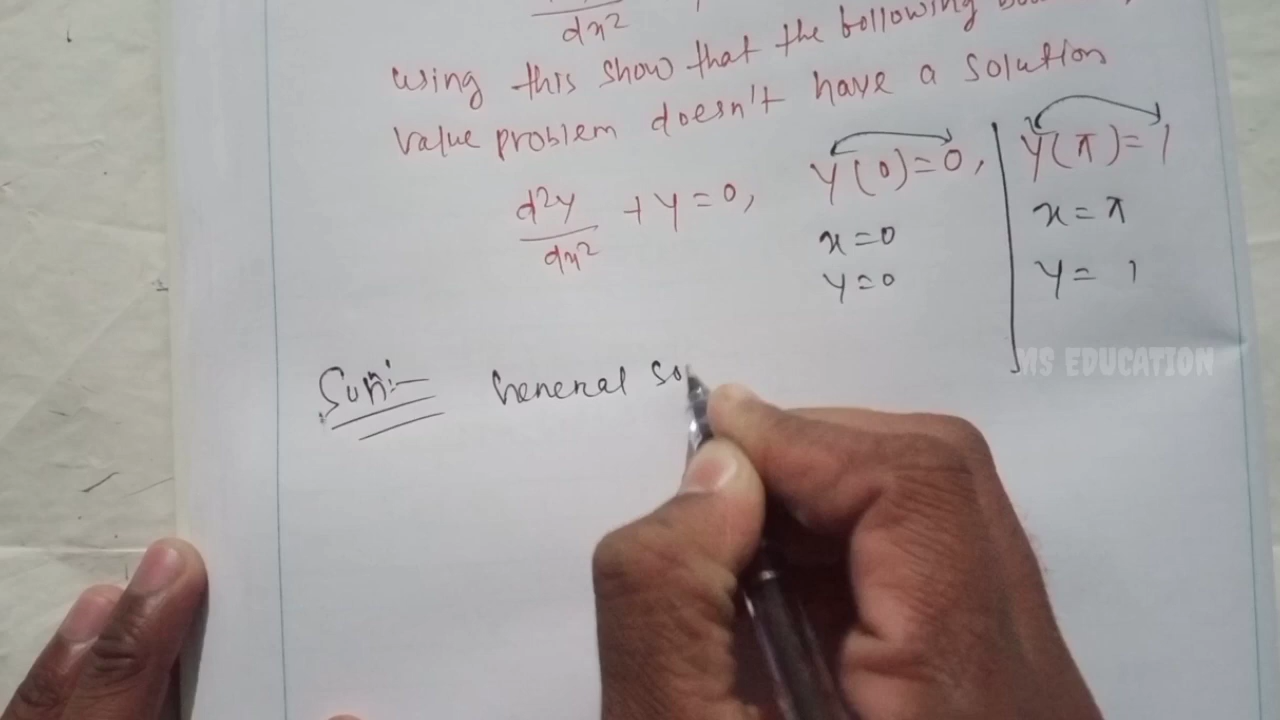 dx²
using this show that the following
value problem doesn't have a solution
d²y/dx² + y = 0, y(0) = 0, y(π) = 1
x = 0 x = π
y = 0 y = 1
MS EDUCATION
Soln:- General so